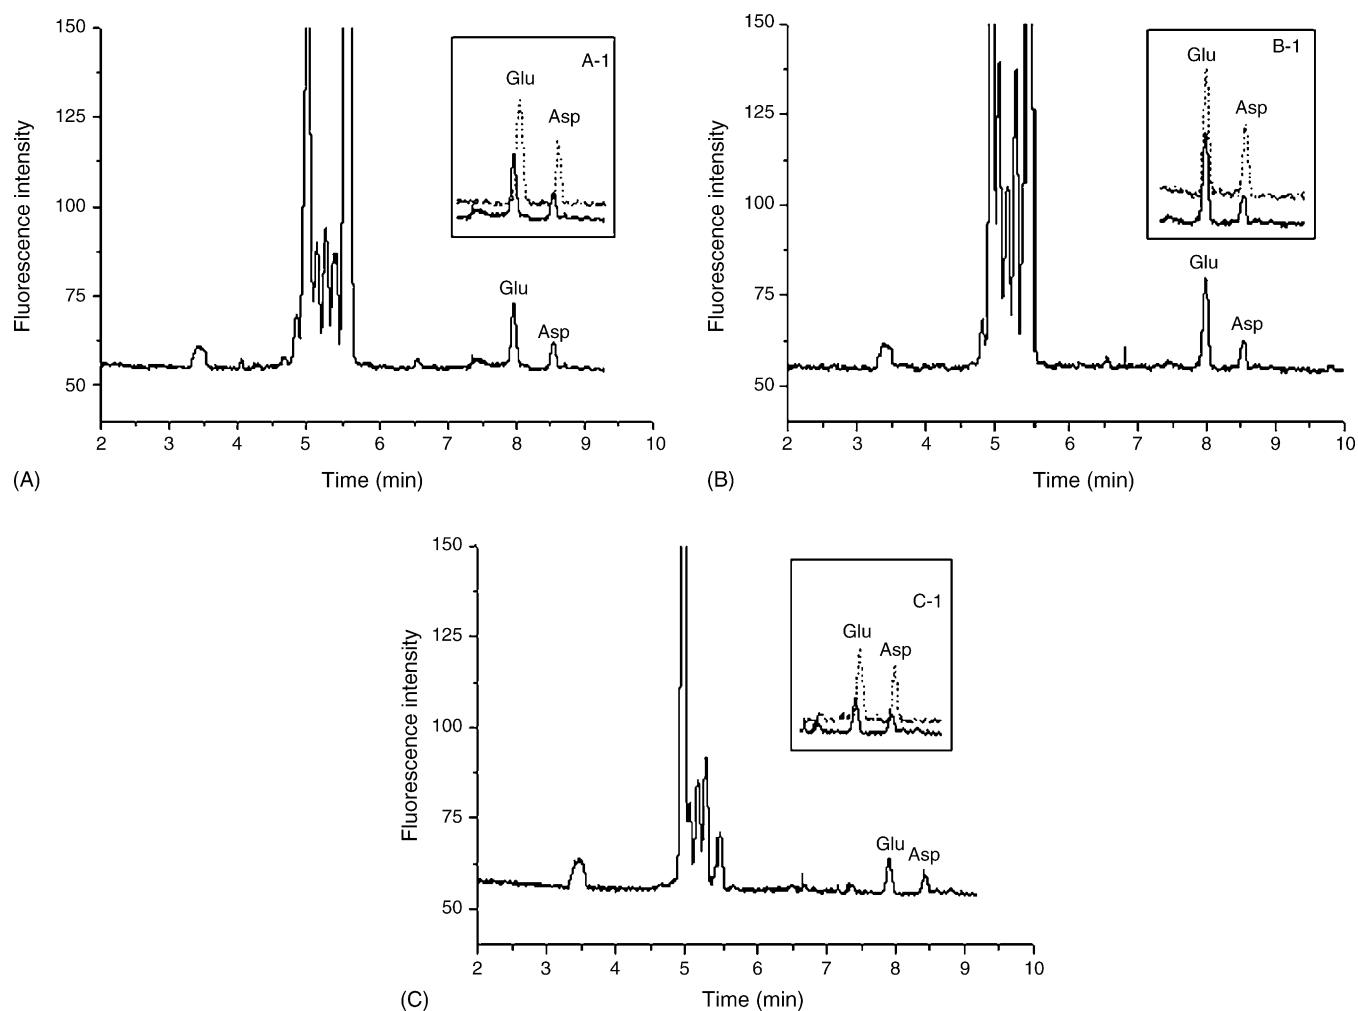 150
125
100
75
50
Fluorescence intensity
A-1
Glu
Asp
Glu
Asp
2 3 4 5 6 7 8 9 10
(A)
Time (min)
150
125
100
75
50
Fluorescence intensity
B-1
Glu
Asp
Glu
Asp
2 3 4 5 6 7 8 9 10
(B)
Time (min)
150
125
100
75
50
Fluorescence intensity
C-1
Glu
Asp
Glu
Asp
2 3 4 5 6 7 8 9 10
(C)
Time (min)